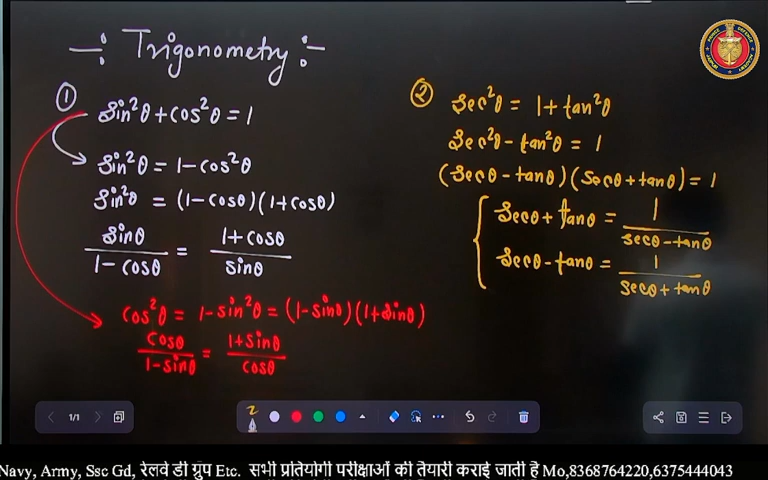 -: Trigonometry :-
①
sin²θ + cos²θ = 1
sin²θ = 1 - cos²θ
sin²θ = (1 - cosθ)(1 + cosθ)
sinθ / 1 - cosθ = 1 + cosθ / sinθ
cos²θ = 1 - sin²θ = (1 - sinθ)(1 + sinθ)
cosθ / 1 - sinθ = 1 + sinθ / cosθ
② sec²θ = 1 + tan²θ
sec²θ - tan²θ = 1
(secθ - tanθ)(secθ + tanθ) = 1
secθ + tanθ = 1 / secθ - tanθ
secθ - tanθ = 1 / secθ + tanθ
1/1
Navy, Army, Ssc Gd, रेलवे डी ग्रुप Etc. सभी प्रतियोगी परीक्षाओं की तैयारी कराई जाती है Mo,8368764220,6375444043